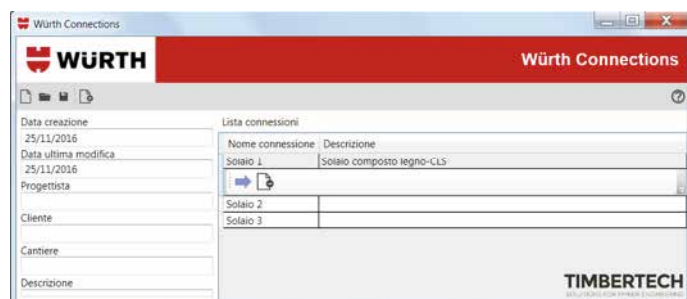 Würth Connections
WÜRTH
Würth Connections
Data creazione
25/11/2016
Data ultima modifica
25/11/2016
Progettista
Cliente
Cantiere
Descrizione
Lista connessioni
Nome connessione Descrizione
Solaio 1 Solaio composto legno-CLS
Solaio 2
Solaio 3
TIMBERTECH